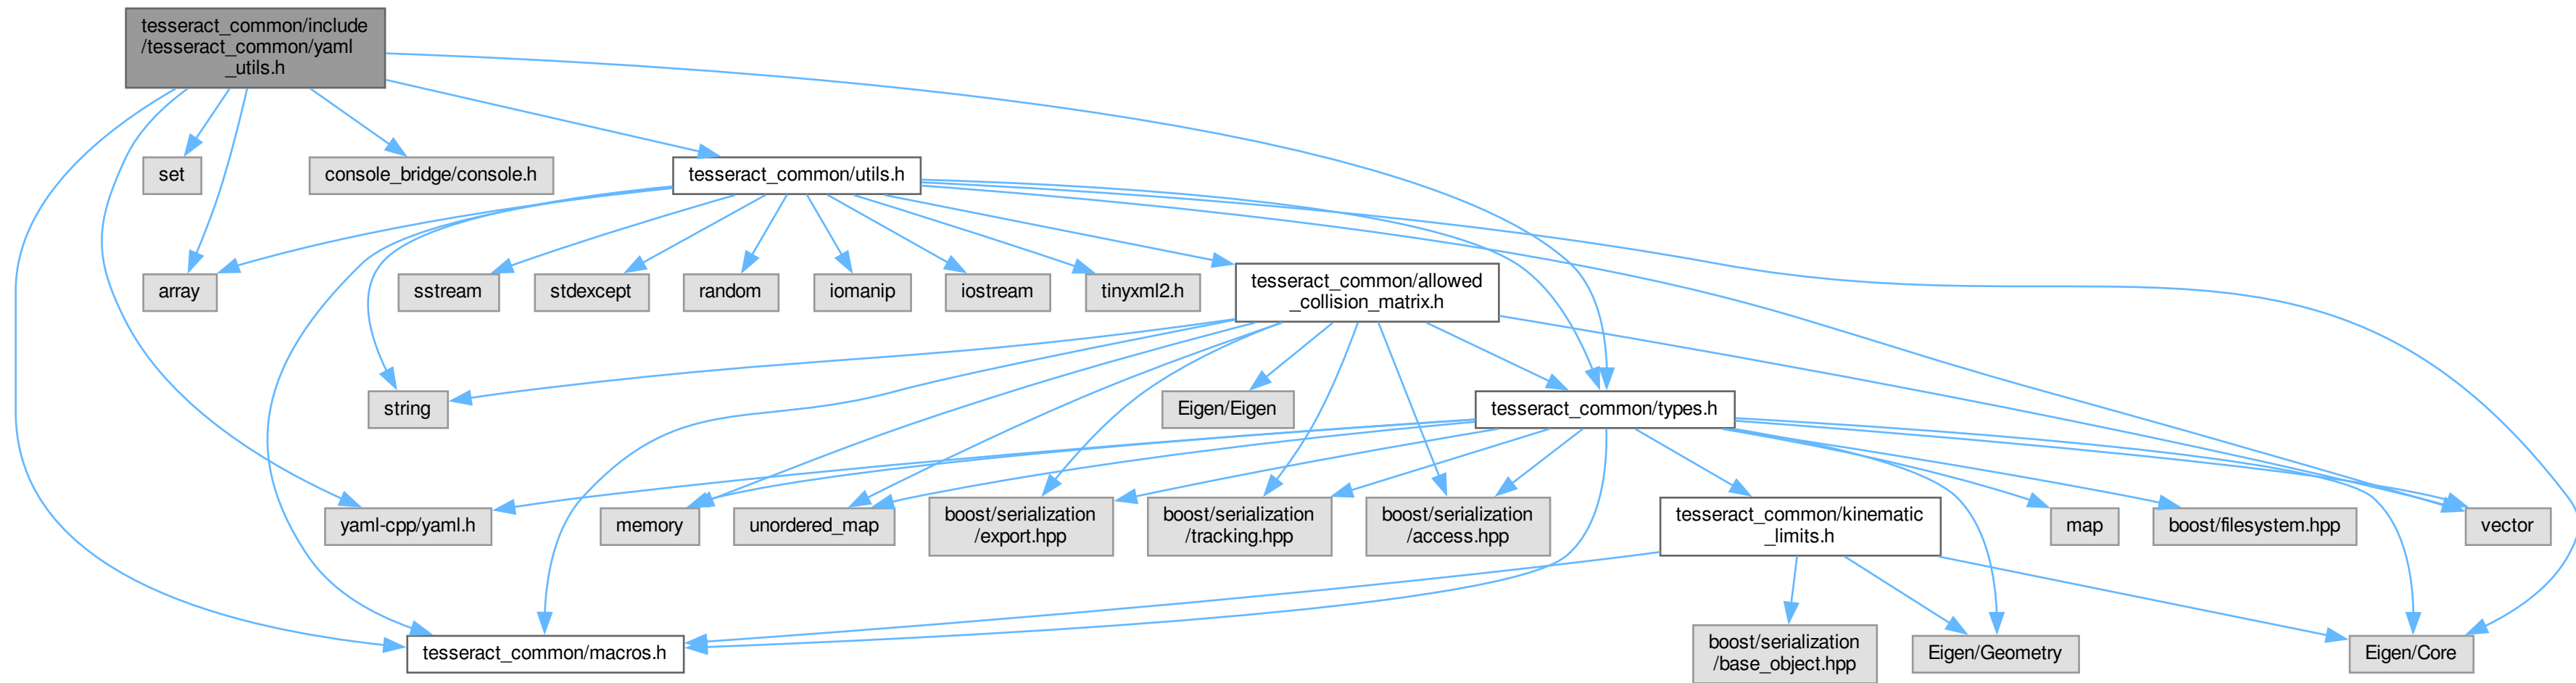 tesseract_common/include
/tesseract_common/yaml
_utils.h
set
console_bridge/console.h
tesseract_common/utils.h
array
sstream
stdexcept
random
iomanip
iostream
tinyxml2.h
tesseract_common/allowed
_collision_matrix.h
string
Eigen/Eigen
tesseract_common/types.h
yaml-cpp/yaml.h
memory
unordered_map
boost/serialization
/export.hpp
boost/serialization
/tracking.hpp
boost/serialization
/access.hpp
tesseract_common/kinematic
_limits.h
map
boost/filesystem.hpp
vector
tesseract_common/macros.h
boost/serialization
/base_object.hpp
Eigen/Geometry
Eigen/Core